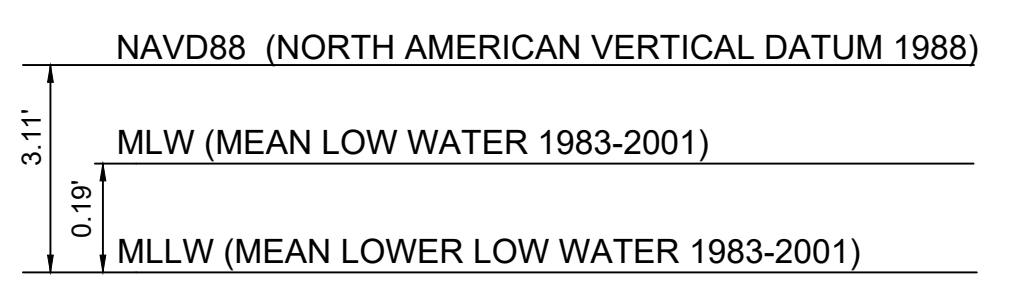 NAVD88 (NORTH AMERICAN VERTICAL DATUM 1988)
3.11'
MLW (MEAN LOW WATER 1983-2001)
0.19'
MLLW (MEAN LOWER LOW WATER 1983-2001)